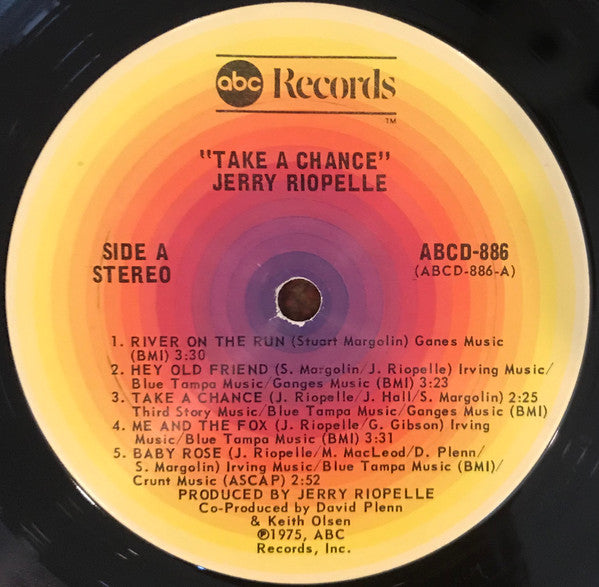 abc Records
TM
"TAKE A CHANCE"
JERRY RIOPELLE
SIDE A
STEREO
ABCD-886
(ABCD-886-A)
1. RIVER ON THE RUN (Stuart Margolin) Ganes Music
(BMI) 3:30
2. HEY OLD FRIEND (S. Margolin/J. Riopelle) Irving Music/
Blue Tampa Music/Ganges Music (BMI) 3:23
3. TAKE A CHANCE (J. Riopelle/J. Hall/S. Margolin) 2:25
Third Story Music/Blue Tampa Music/Ganges Music (BMI)
4. ME AND THE FOX (J. Riopelle/G. Gibson) Irving
Music/Blue Tampa Music (BMI) 3:31
5. BABY ROSE (J. Riopelle/M. MacLeod/D. Plenn/
S. Margolin) Irving Music/Blue Tampa Music (BMI)/
Crunt Music (ASCAP) 2:52
PRODUCED BY JERRY RIOPELLE
Co-Produced by David Plenn
& Keith Olsen
℗1975, ABC
Records, Inc.